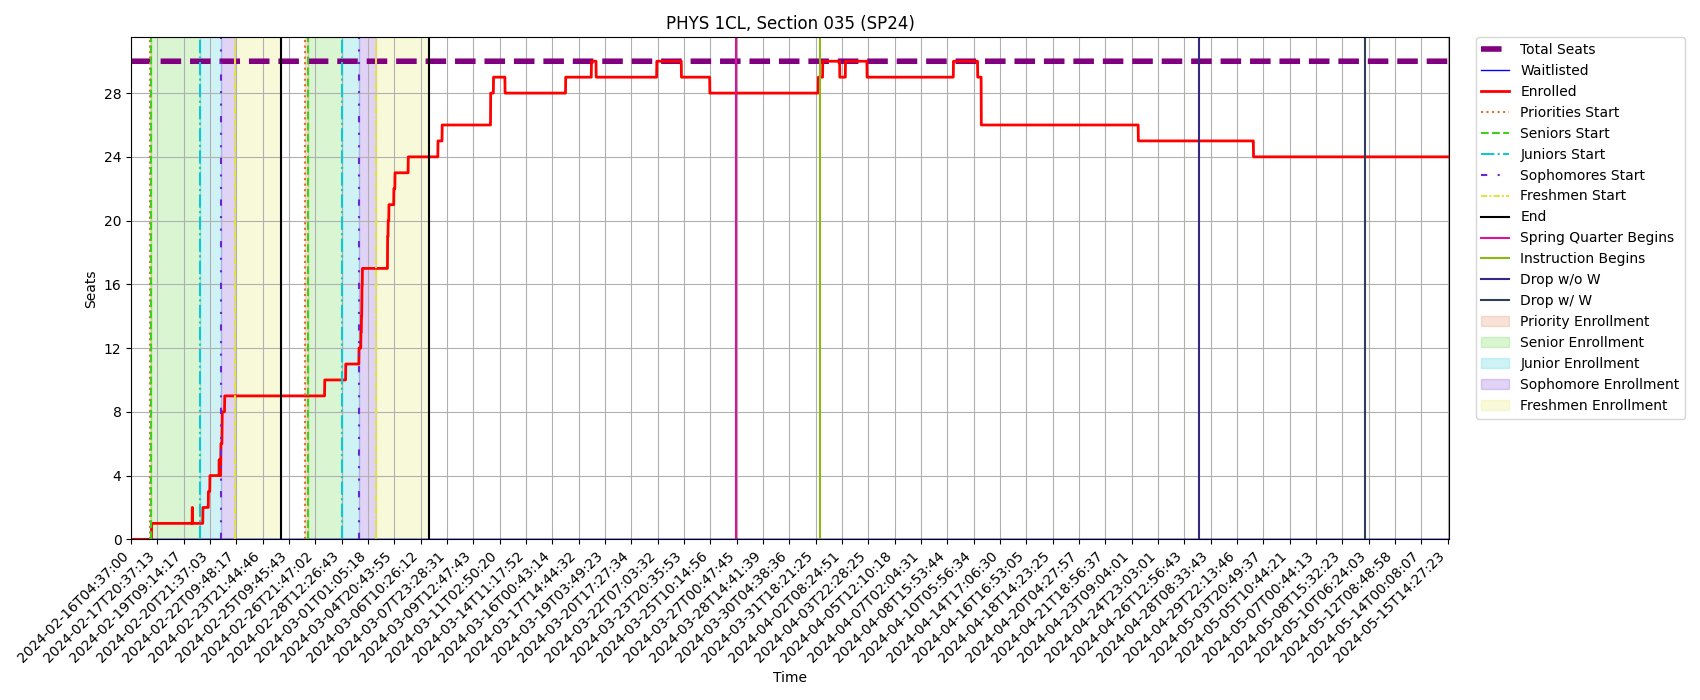 PHYS 1CL, Section 035 (SP24)
Seats
28
24
20
16
12
8
4
0
2024-02-16T04:37:00
2024-02-17T20:37:13
2024-02-19T09:14:17
2024-02-20T21:37:03
2024-02-22T09:48:17
2024-02-23T21:44:46
2024-02-25T09:45:43
2024-02-26T21:47:02
2024-02-28T12:26:43
2024-03-01T01:05:18
2024-03-04T20:43:55
2024-03-06T10:26:12
2024-03-07T23:28:31
2024-03-09T12:47:43
2024-03-11T02:50:20
2024-03-14T11:17:52
2024-03-16T00:43:14
2024-03-17T14:44:32
2024-03-19T03:49:23
2024-03-20T17:27:34
2024-03-22T07:03:32
2024-03-23T20:35:53
2024-03-25T10:14:56
2024-03-27T00:47:45
2024-03-28T14:41:39
2024-03-30T04:38:36
2024-03-31T18:21:25
2024-04-02T08:24:51
2024-04-03T22:28:25
2024-04-05T12:10:18
2024-04-07T02:04:31
2024-04-08T15:53:44
2024-04-10T05:56:34
2024-04-14T17:06:30
2024-04-16T16:53:05
2024-04-18T14:23:25
2024-04-20T04:27:57
2024-04-21T18:56:37
2024-04-23T09:04:01
2024-04-24T23:03:01
2024-04-26T12:56:43
2024-04-28T08:33:43
2024-04-29T22:13:46
2024-05-03T20:49:37
2024-05-05T10:44:21
2024-05-07T00:44:13
2024-05-08T15:32:23
2024-05-10T06:24:03
2024-05-12T08:48:58
2024-05-14T00:08:07
2024-05-15T14:27:23
Time
Total Seats
Waitlisted
Enrolled
Priorities Start
Seniors Start
Juniors Start
Sophomores Start
Freshmen Start
End
Spring Quarter Begins
Instruction Begins
Drop w/o W
Drop w/ W
Priority Enrollment
Senior Enrollment
Junior Enrollment
Sophomore Enrollment
Freshmen Enrollment